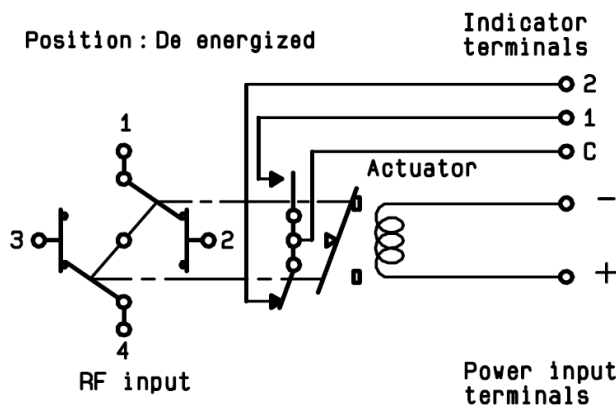 Position : De energized
Indicator
terminals
2
1
C
Actuator
-
+
1
3
2
4
RF input
Power input
terminals